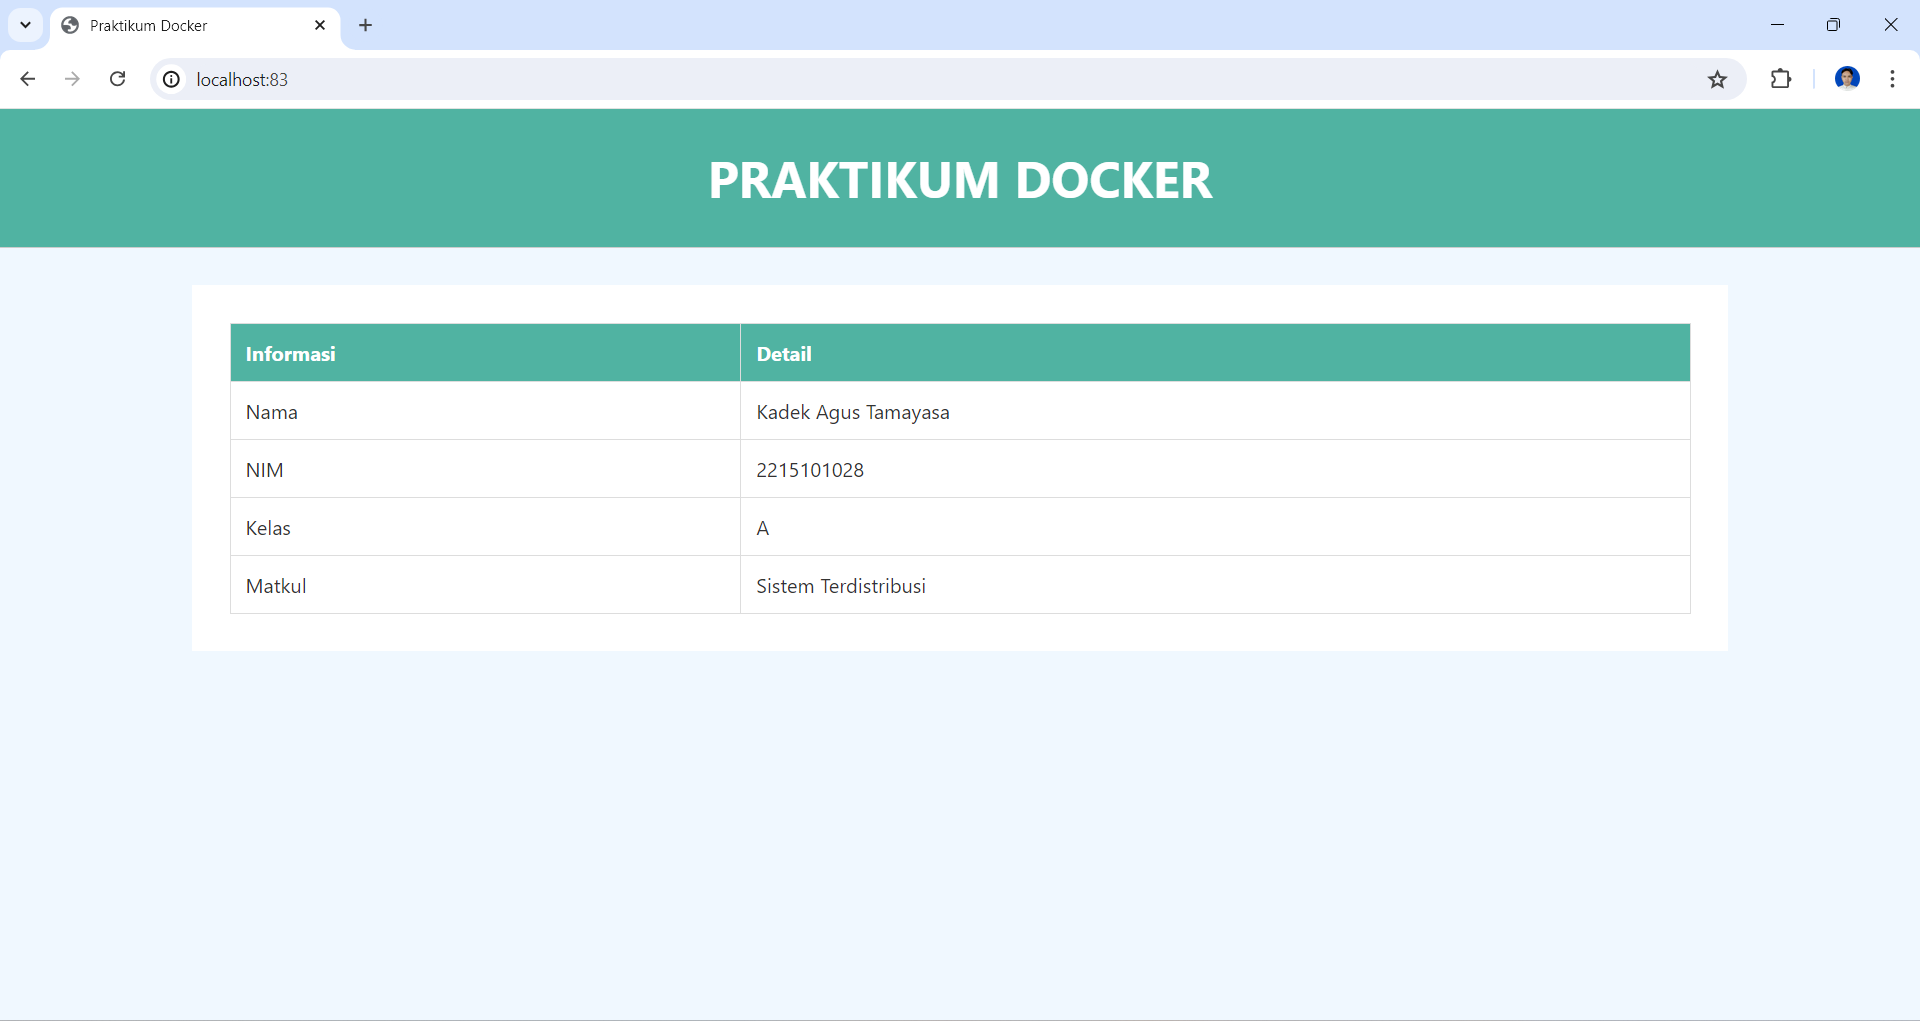 Praktikum Docker
localhost:83
PRAKTIKUM DOCKER
Informasi Detail
Nama Kadek Agus Tamayasa
NIM 2215101028
Kelas A
Matkul Sistem Terdistribusi